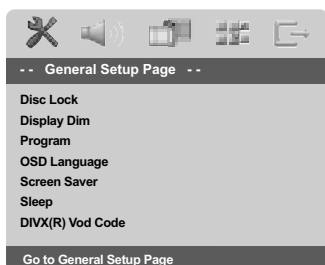 - - General Setup Page - -
Disc Lock
Display Dim
Program
OSD Language
Screen Saver
Sleep
DIVX(R) Vod Code
Go to General Setup Page